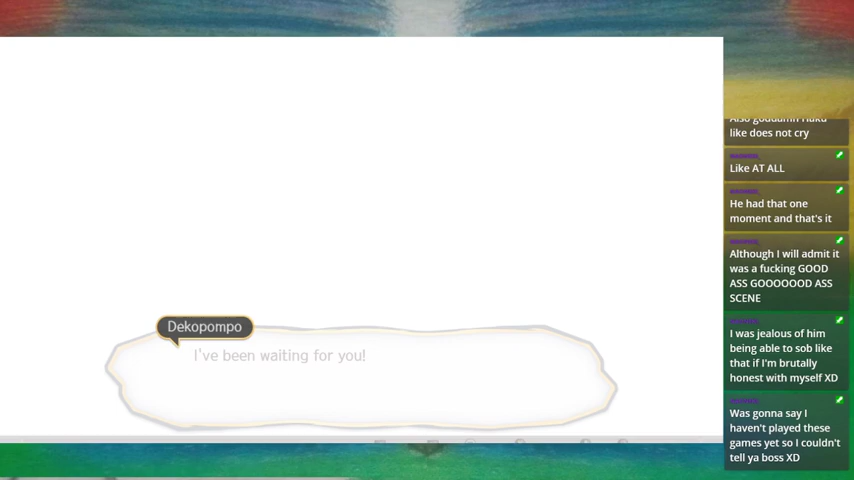 Dekopompo
I've been waiting for you!
like does not cry
Like AT ALL
He had that one
moment and that's it
Although I will admit it
was a fucking GOOD
ASS GOOOOOOD ASS
SCENE
I was jealous of him
being able to sob like
that if I'm brutally
honest with myself XD
Was gonna say I
haven't played these
games yet so I couldn't
tell ya boss XD